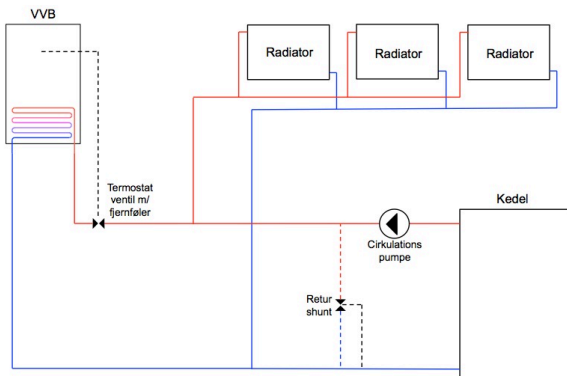 VVB
Radiator
Radiator
Radiator
Termostat
ventil m/
fjernføler
Kedel
Cirkulations
pumpe
Retur
shunt